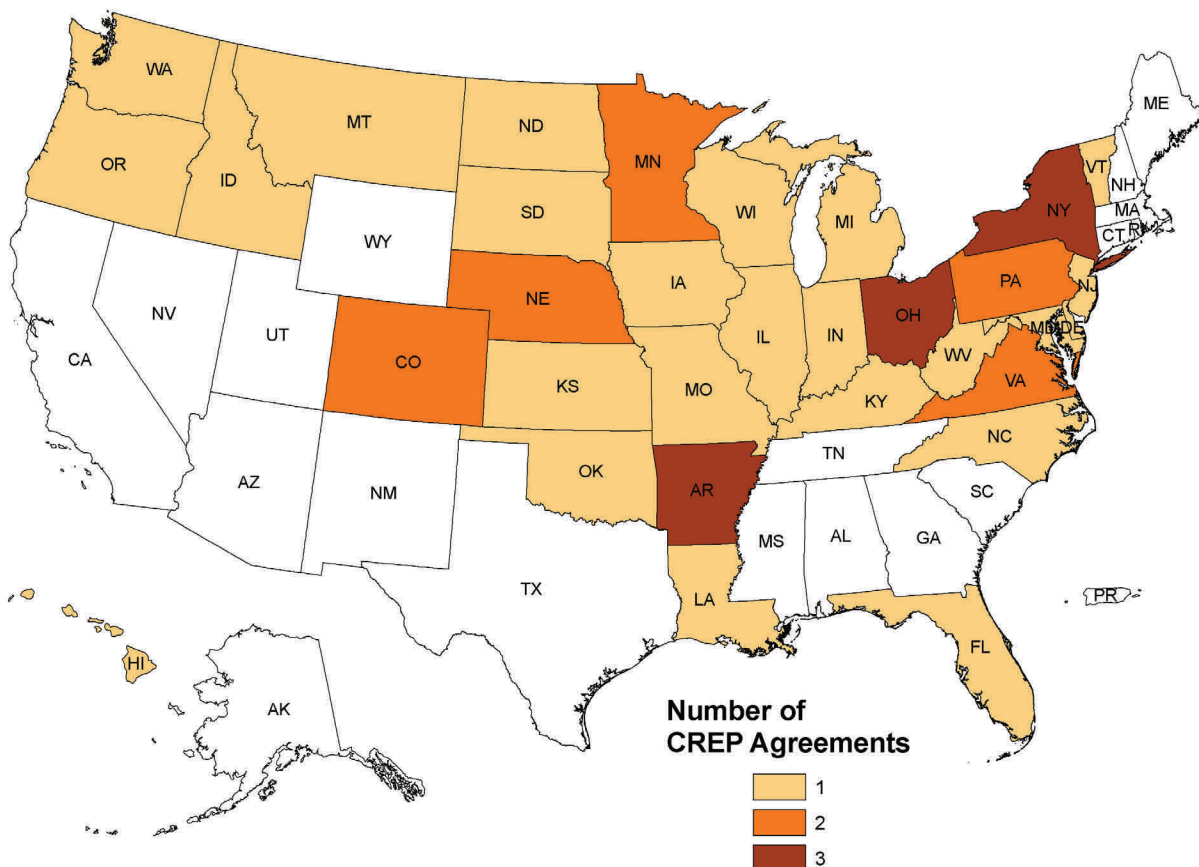 WA
MT
ND
MN
ME
OR
ID
SD
WI
MI
VT
NH
NY
MA
CT
RI
WY
IA
NE
PA
NJ
NV
UT
CO
IL
IN
OH
MD
DE
WV
VA
CA
KS
MO
KY
NC
AZ
NM
OK
AR
TN
SC
MS
AL
GA
TX
LA
PR
FL
HI
AK
Number of
CREP Agreements
1
2
3